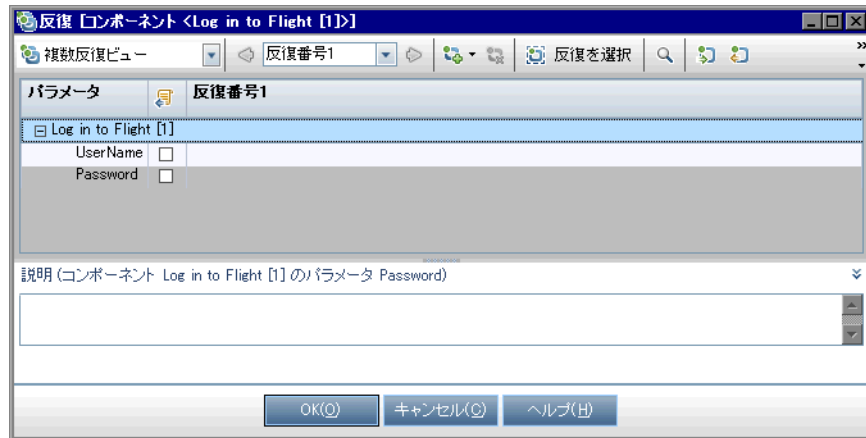 反復 [コンポーネント <Log in to Flight [1]>]
複数反復ビュー 反復番号1 反復を選択
パラメータ 反復番号1
Log in to Flight [1]
UserName
Password
説明 (コンポーネント Log in to Flight [1] のパラメータ Password)
OK(O) キャンセル(C) ヘルプ(H)